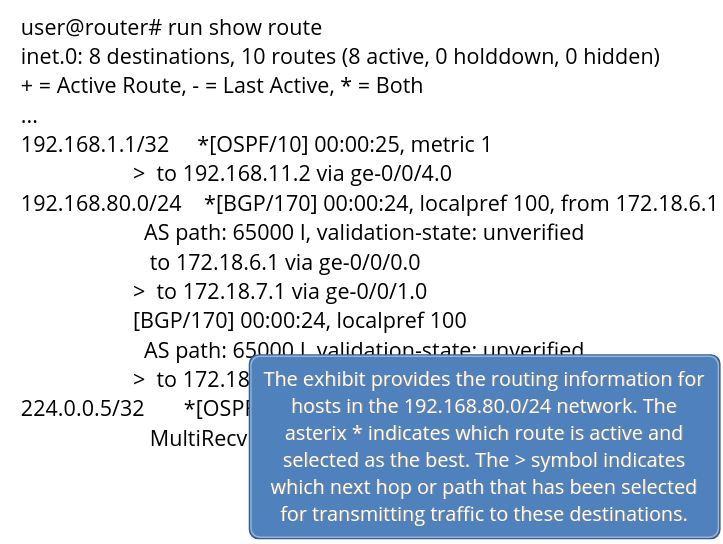 user@router# run show route
inet.0: 8 destinations, 10 routes (8 active, 0 holddown, 0 hidden)
+ = Active Route, - = Last Active, * = Both
...
192.168.1.1/32 *[OSPF/10] 00:00:25, metric 1
> to 192.168.11.2 via ge-0/0/4.0
192.168.80.0/24 *[BGP/170] 00:00:24, localpref 100, from 172.18.6.1
AS path: 65000 I, validation-state: unverified
to 172.18.6.1 via ge-0/0/0.0
> to 172.18.7.1 via ge-0/0/1.0
[BGP/170] 00:00:24, localpref 100
AS path: 65000 I, validation-state: unverified
> to 172.18
224.0.0.5/32 *[OSPF
MultiRecv
The exhibit provides the routing information for
hosts in the 192.168.80.0/24 network. The
asterix * indicates which route is active and
selected as the best. The > symbol indicates
which next hop or path that has been selected
for transmitting traffic to these destinations.